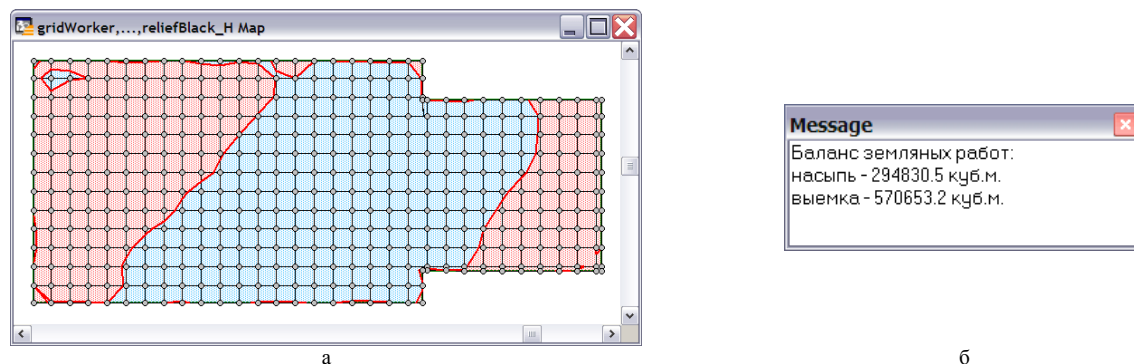 gridWorker,...,reliefBlack_H Map
Message
Баланс земляных работ:
насыпь - 294830.5 куб.м.
выемка - 570653.2 куб.м.
а
б